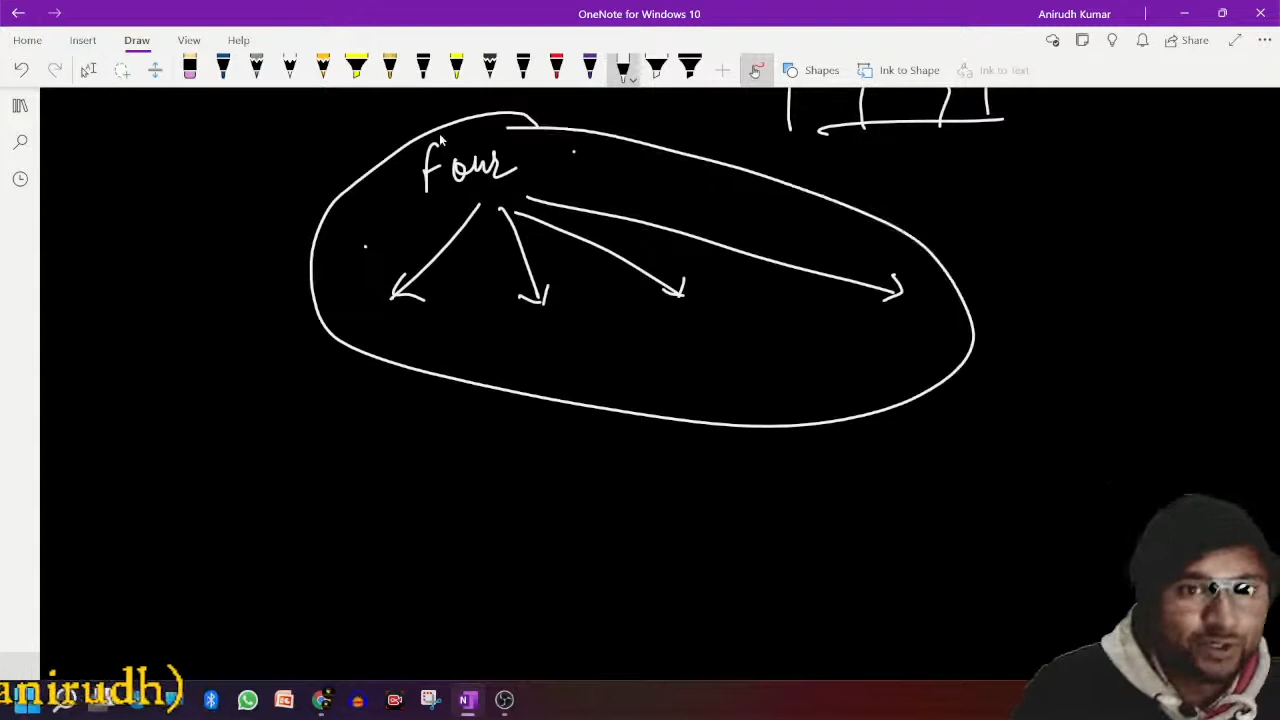 OneNote for Windows 10
Anirudh Kumar
Home Insert Draw View Help
Share
Shapes
Ink to Shape
Ink to Text
four
anirudh)